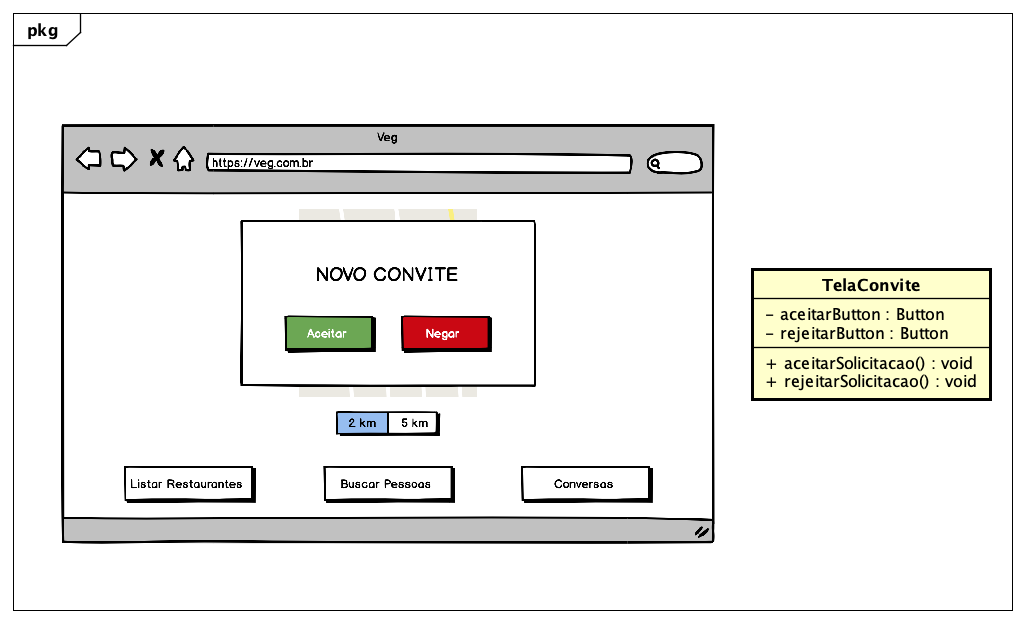 pkg
Veg
https://veg.com.br
NOVO CONVITE
Aceitar
Negar
2 km
5 km
Listar Restaurantes
Buscar Pessoas
Conversas
TelaConvite
- aceitarButton : Button
- rejeitarButton : Button
+ aceitarSolicitacao() : void
+ rejeitarSolicitacao() : void